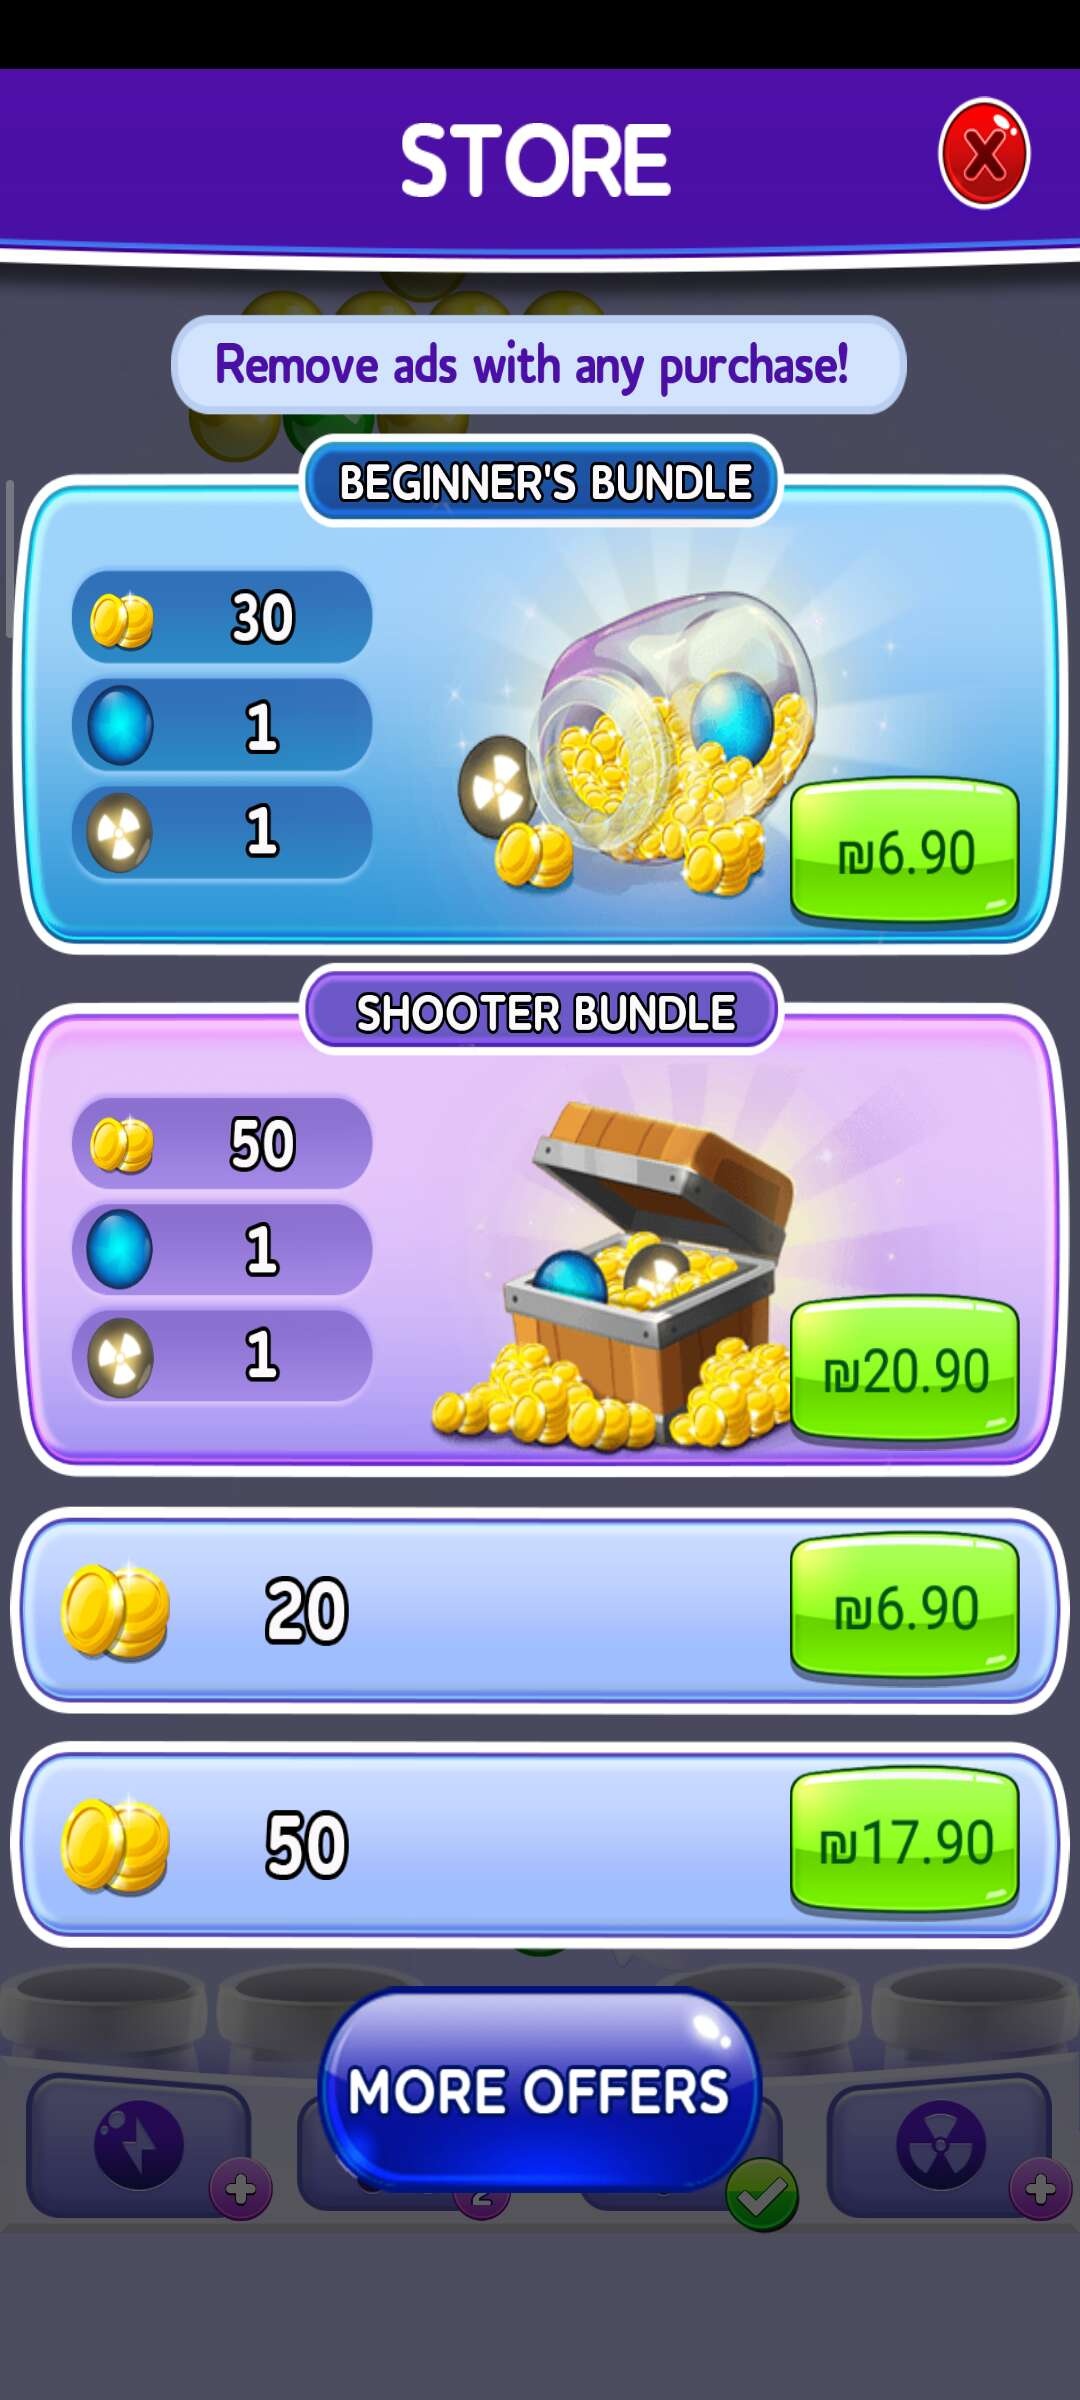 STORE
Remove ads with any purchase!
BEGINNER'S BUNDLE
30
1
1
₪6.90
SHOOTER BUNDLE
50
1
1
₪20.90
20
₪6.90
50
₪17.90
MORE OFFERS
2